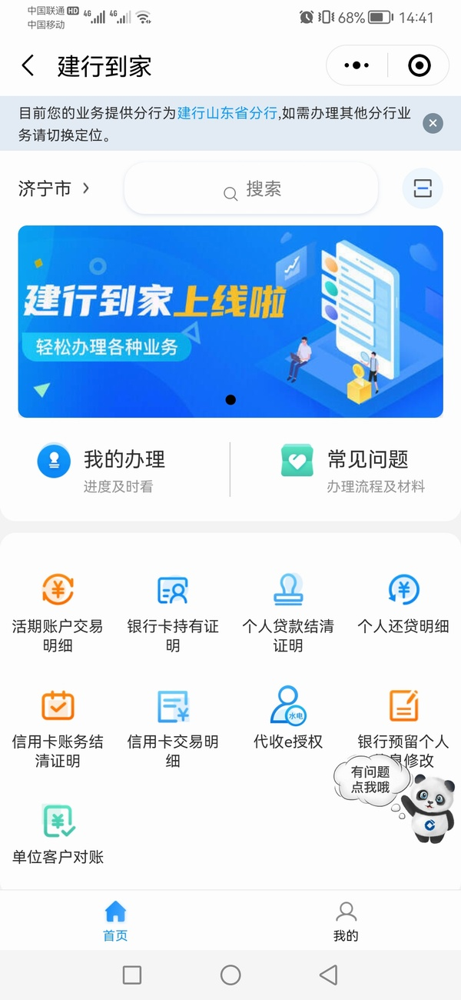 中国联通 HD 4G 4G 68% 14:41
中国移动
建行到家
目前您的业务提供分行为建行山东省分行,如需办理其他分行业
务请切换定位。
济宁市
搜索
建行到家上线啦
轻松办理各种业务
我的办理
进度及时看
常见问题
办理流程及材料
活期账户交易
明细
银行卡持有证
明
个人贷款结清
证明
个人还贷明细
信用卡账务结
清证明
信用卡交易明
细
水电
代收e授权
银行预留个人
息修改
有问题
点我哦
单位客户对账
首页
我的